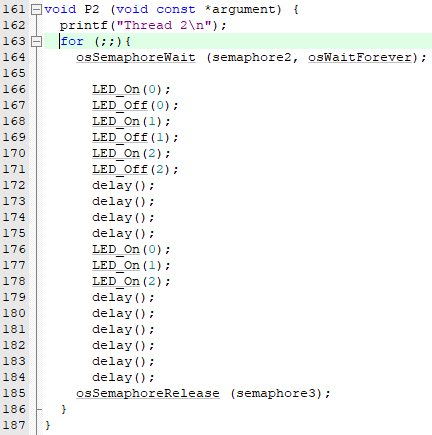 161 void P2 (void const *argument) {
162   printf("Thread 2\n");
163   for (;;){
164     osSemaphoreWait (semaphore2, osWaitForever);
165
166       LED_On(0);
167       LED_Off(0);
168       LED_On(1);
169       LED_Off(1);
170       LED_On(2);
171       LED_Off(2);
172       delay();
173       delay();
174       delay();
175       delay();
176       LED_On(0);
177       LED_On(1);
178       LED_On(2);
179       delay();
180       delay();
181       delay();
182       delay();
183       delay();
184       delay();
185     osSemaphoreRelease (semaphore3);
186   }
187 }